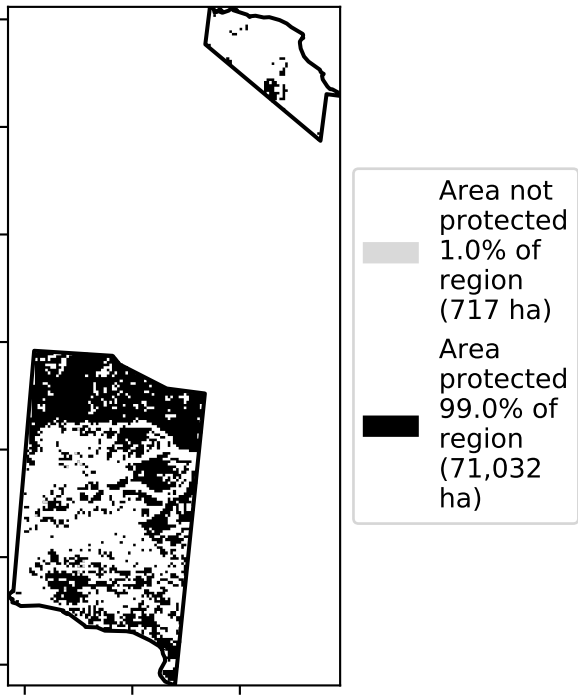 Area not
protected
1.0% of
region
(717 ha)
Area
protected
99.0% of
region
(71,032
ha)